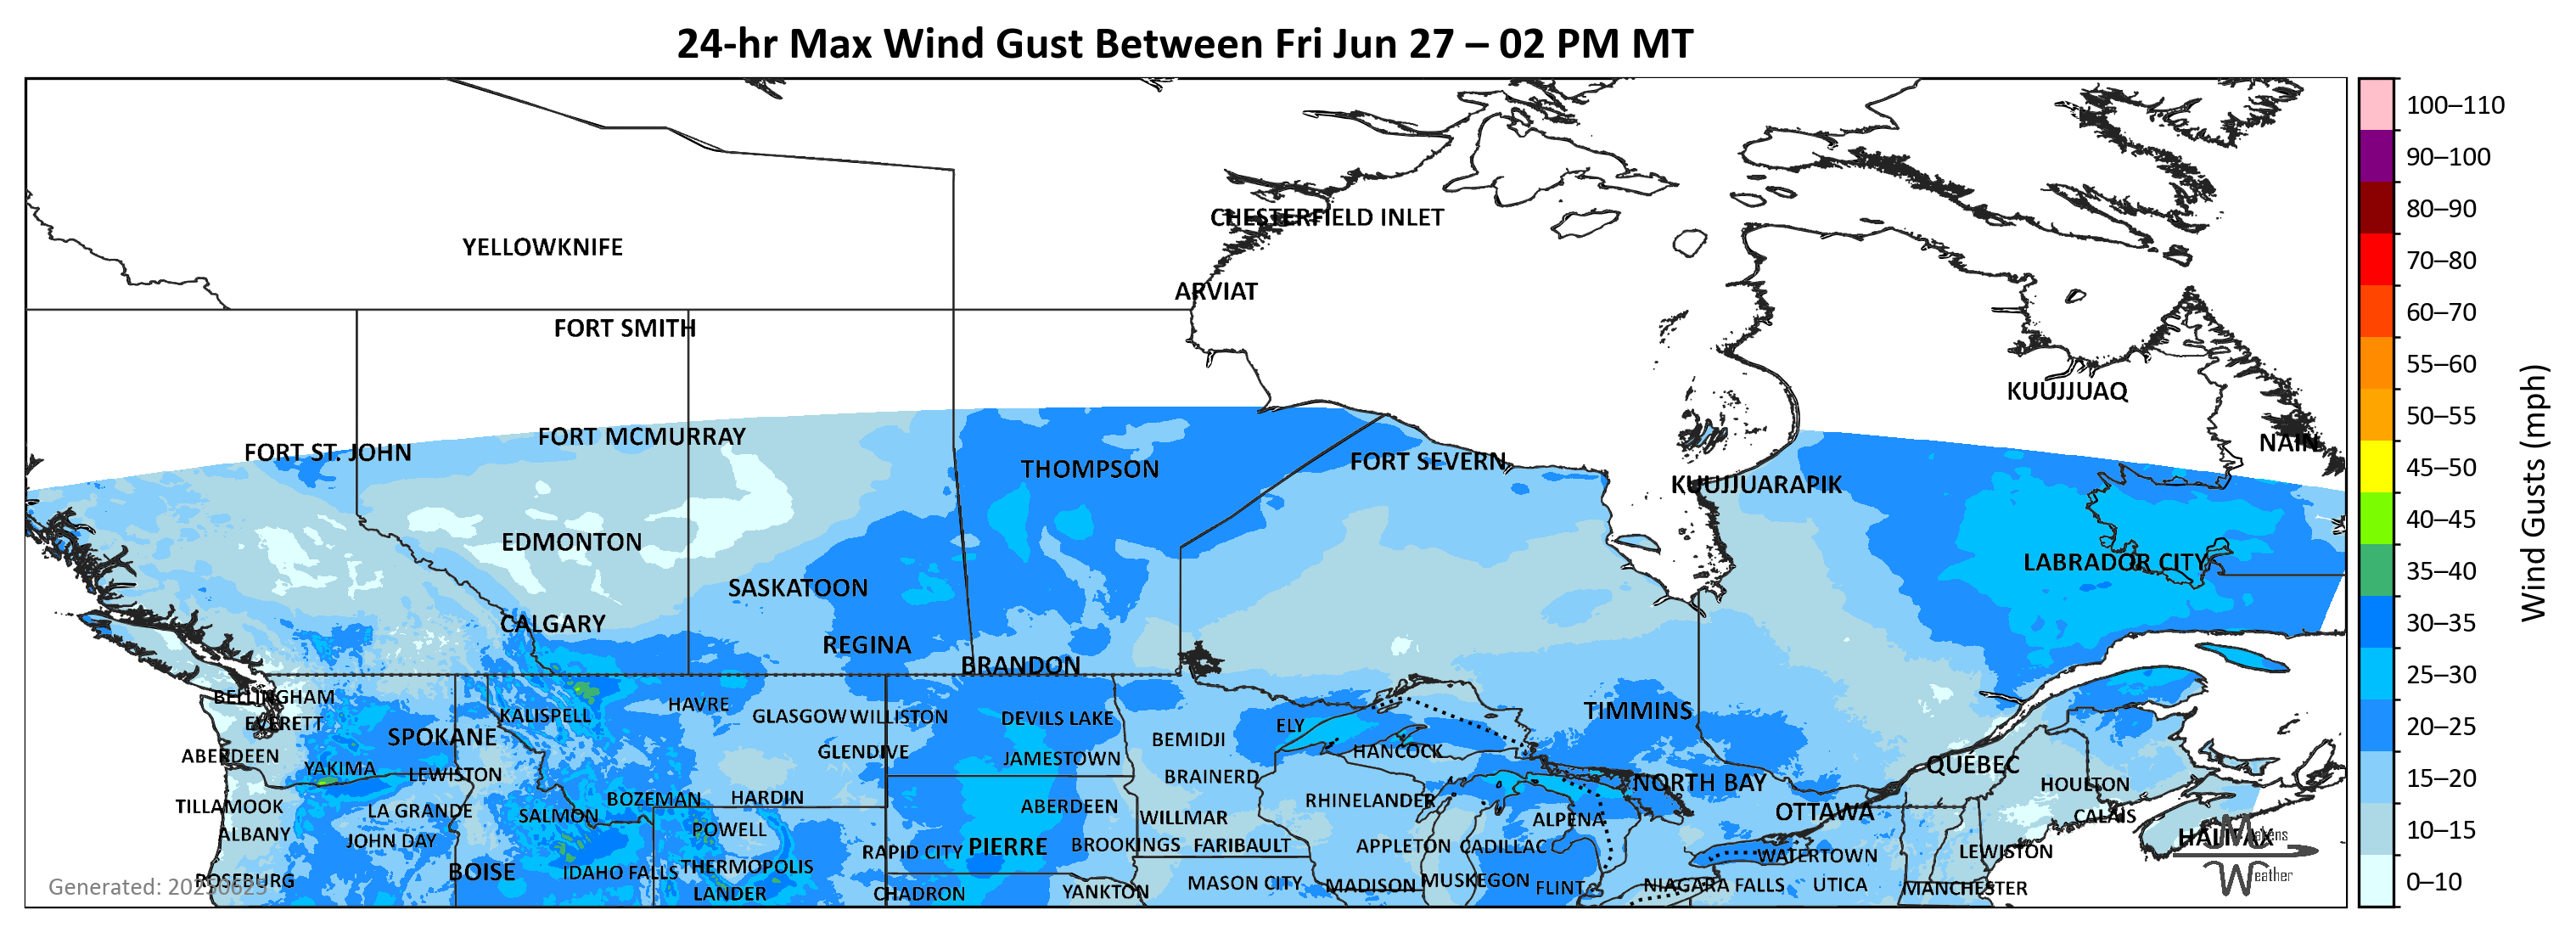 24-hr Max Wind Gust Between Fri Jun 27 – 02 PM MT
100–110
90–100
80–90
70–80
60–70
55–60
50–55
45–50
40–45
35–40
30–35
25–30
20–25
15–20
10–15
0–10
Wind Gusts (mph)
CHESTERFIELD INLET
YELLOWKNIFE
ARVIAT
FORT SMITH
KUUJJUAQ
FORT MCMURRAY
NAIN
FORT ST. JOHN
FORT SEVERN
THOMPSON
KUUJJUARAPIK
EDMONTON
LABRADOR CITY
SASKATOON
CALGARY
REGINA
BRANDON
BELLINGHAM
HAVRE
TIMMINS
KALISPELL
GLASGOW
WILLISTON
DEVILS LAKE
EVERETT
ELY
SPOKANE
BEMIDJI
HANCOCK
GLENDIVE
ABERDEEN
JAMESTOWN
QUEBEC
YAKIMA
LEWISTON
BRAINERD
NORTH BAY
HOULTON
BOZEMAN
HARDIN
RHINELANDER
TILLAMOOK
ABERDEEN
LA GRANDE
OTTAWA
SALMON
CALAIS
WILLMAR
ALPENA
POWELL
ALBANY
HALIFAX
Makens
JOHN DAY
PIERRE
BROOKINGS
FARIBAULT
APPLETON
CADILLAC
RAPID CITY
LEWISTON
WATERTOWN
THERMOPOLIS
BOISE
IDAHO FALLS
Weather
ROSEBURG
MUSKEGON
MASON CITY
MADISON
NIAGARA FALLS
UTICA
Generated: 20250625
FLINT
MANCHESTER
YANKTON
LANDER
CHADRON